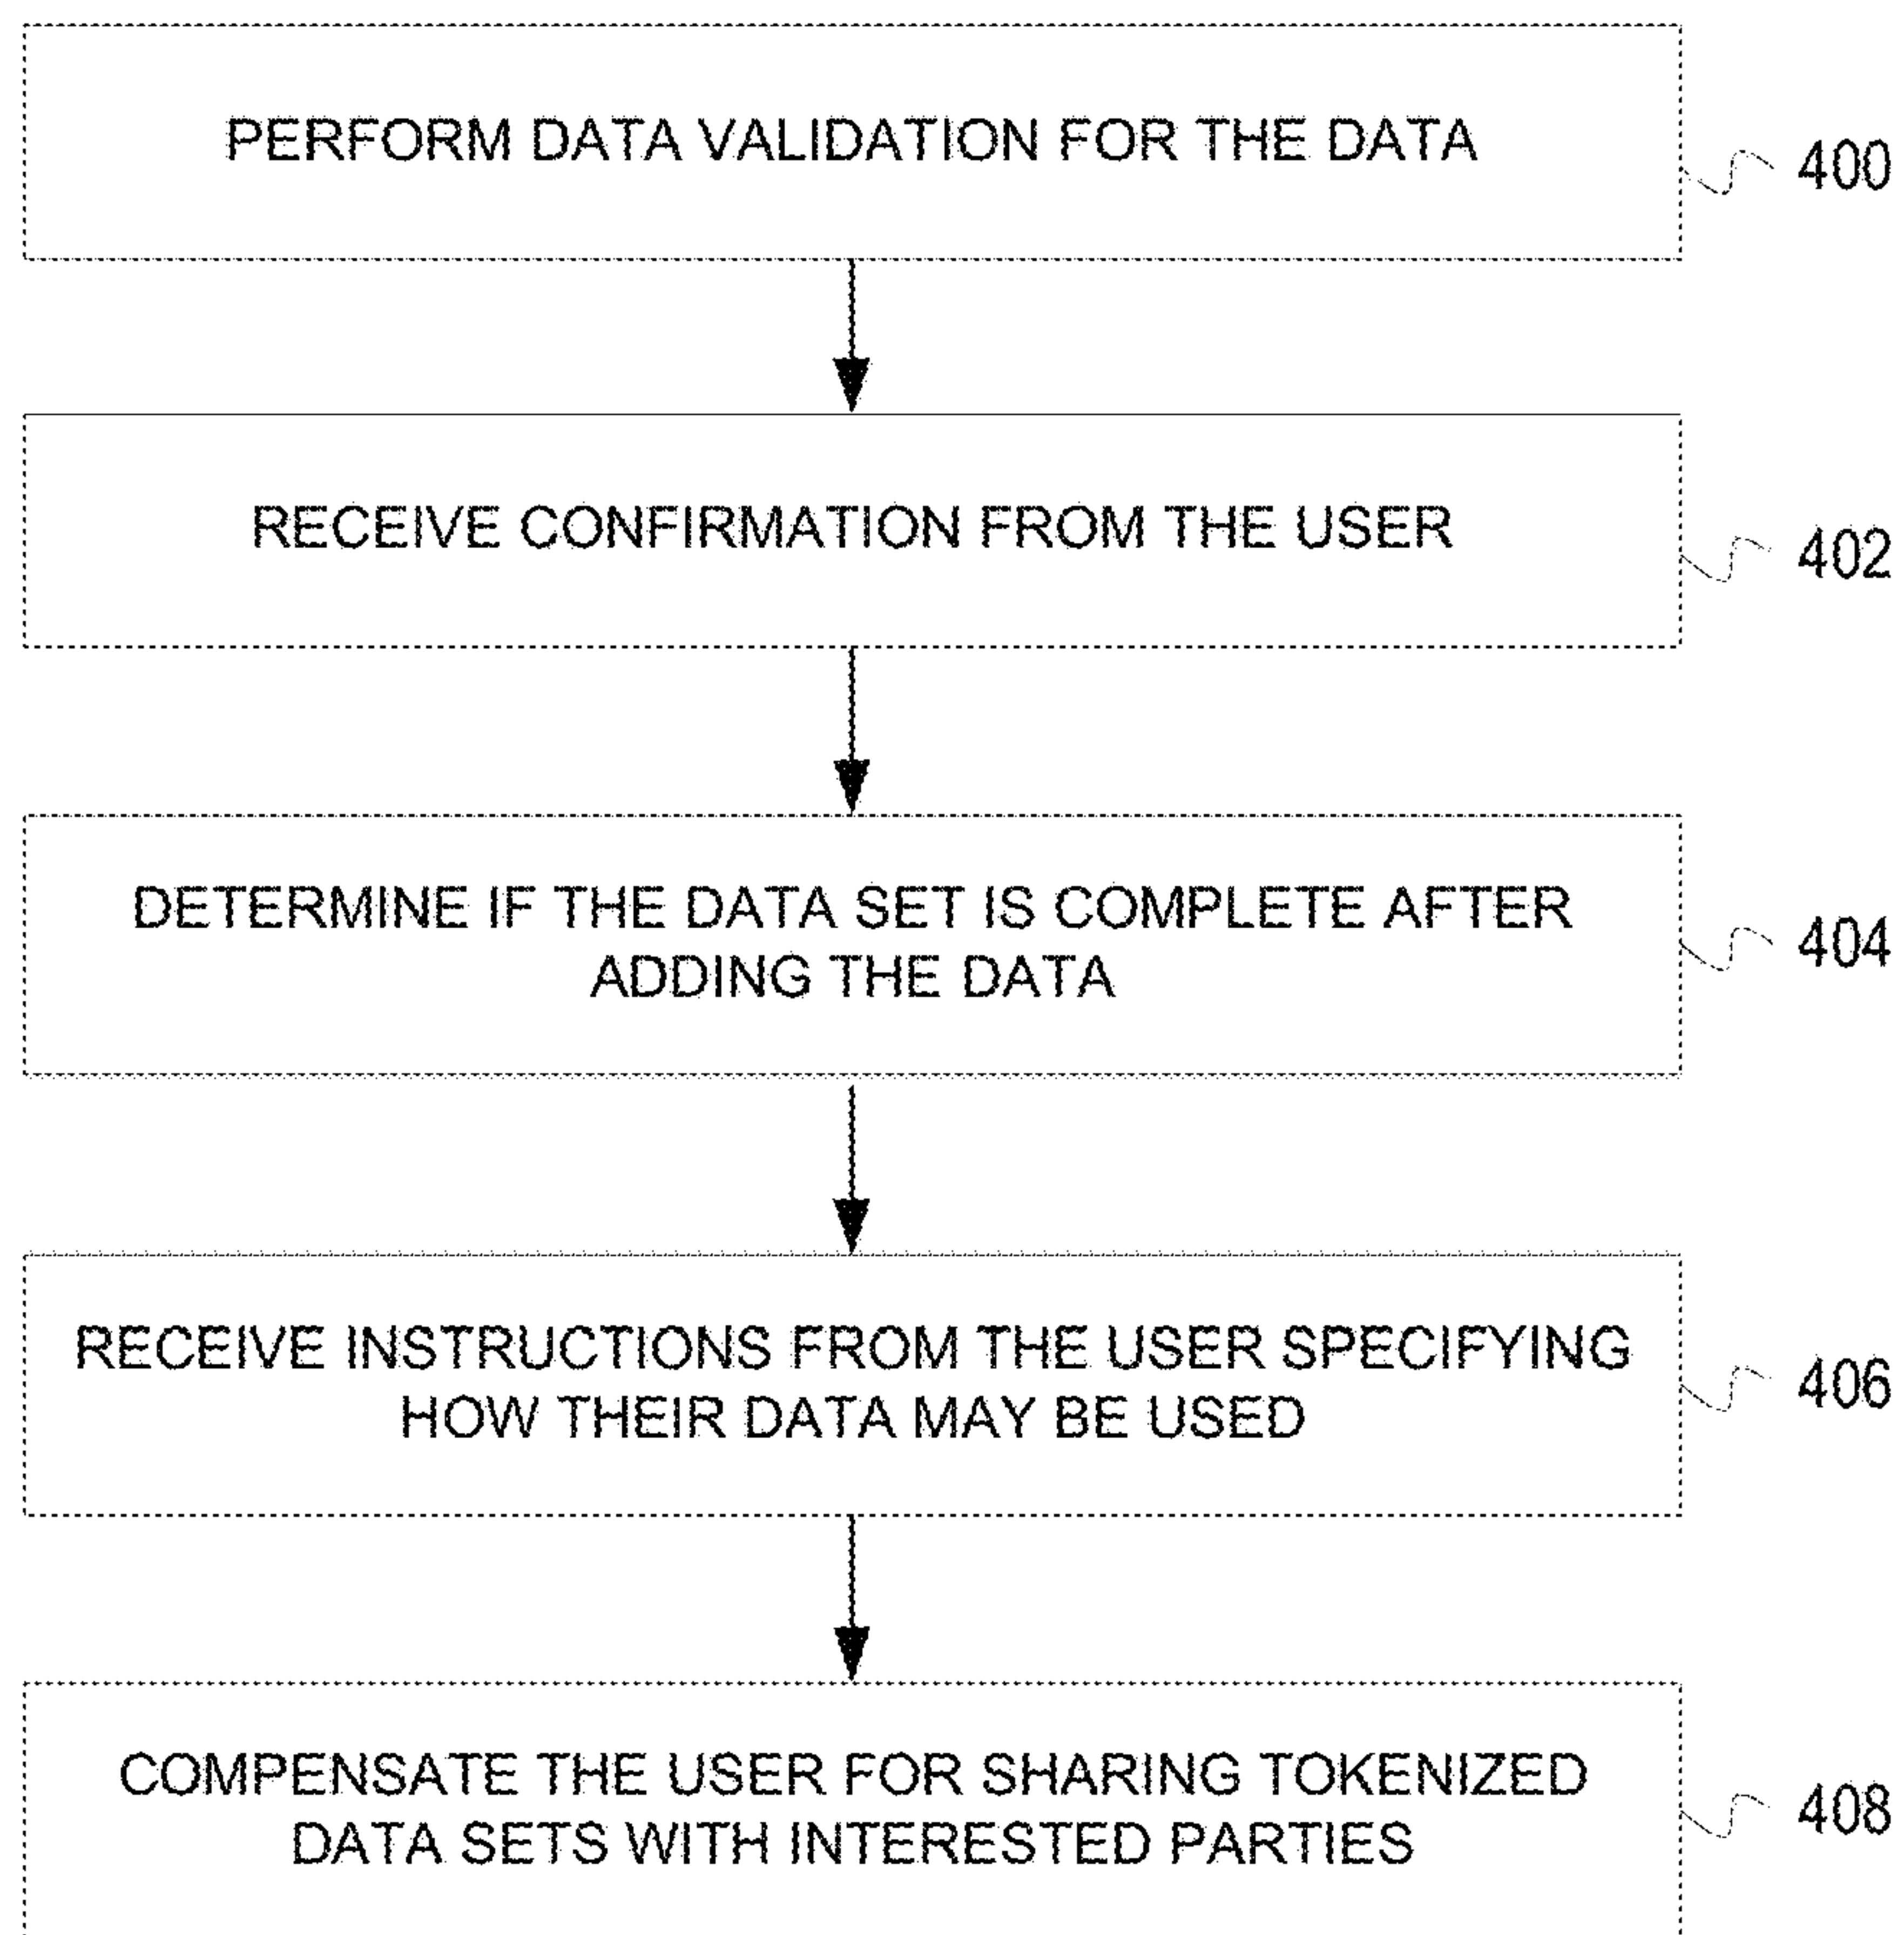 PERFORM DATA VALIDATION FOR THE DATA
400
RECEIVE CONFIRMATION FROM THE USER
402
DETERMINE IF THE DATA SET IS COMPLETE AFTER
ADDING THE DATA
404
RECEIVE INSTRUCTIONS FROM THE USER SPECIFYING
HOW THEIR DATA MAY BE USED
406
COMPENSATE THE USER FOR SHARING TOKENIZED
DATA SETS WITH INTERESTED PARTIES
408